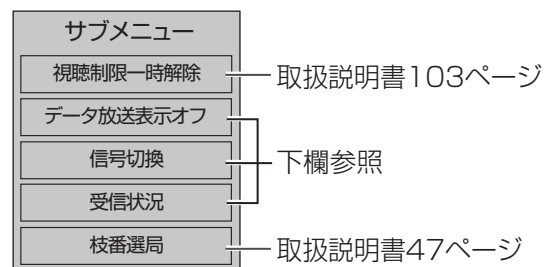 サブメニュー
視聴制限一時解除
取扱説明書103ページ
データ放送表示オフ
信号切換
下欄参照
受信状況
枝番選局
取扱説明書47ページ